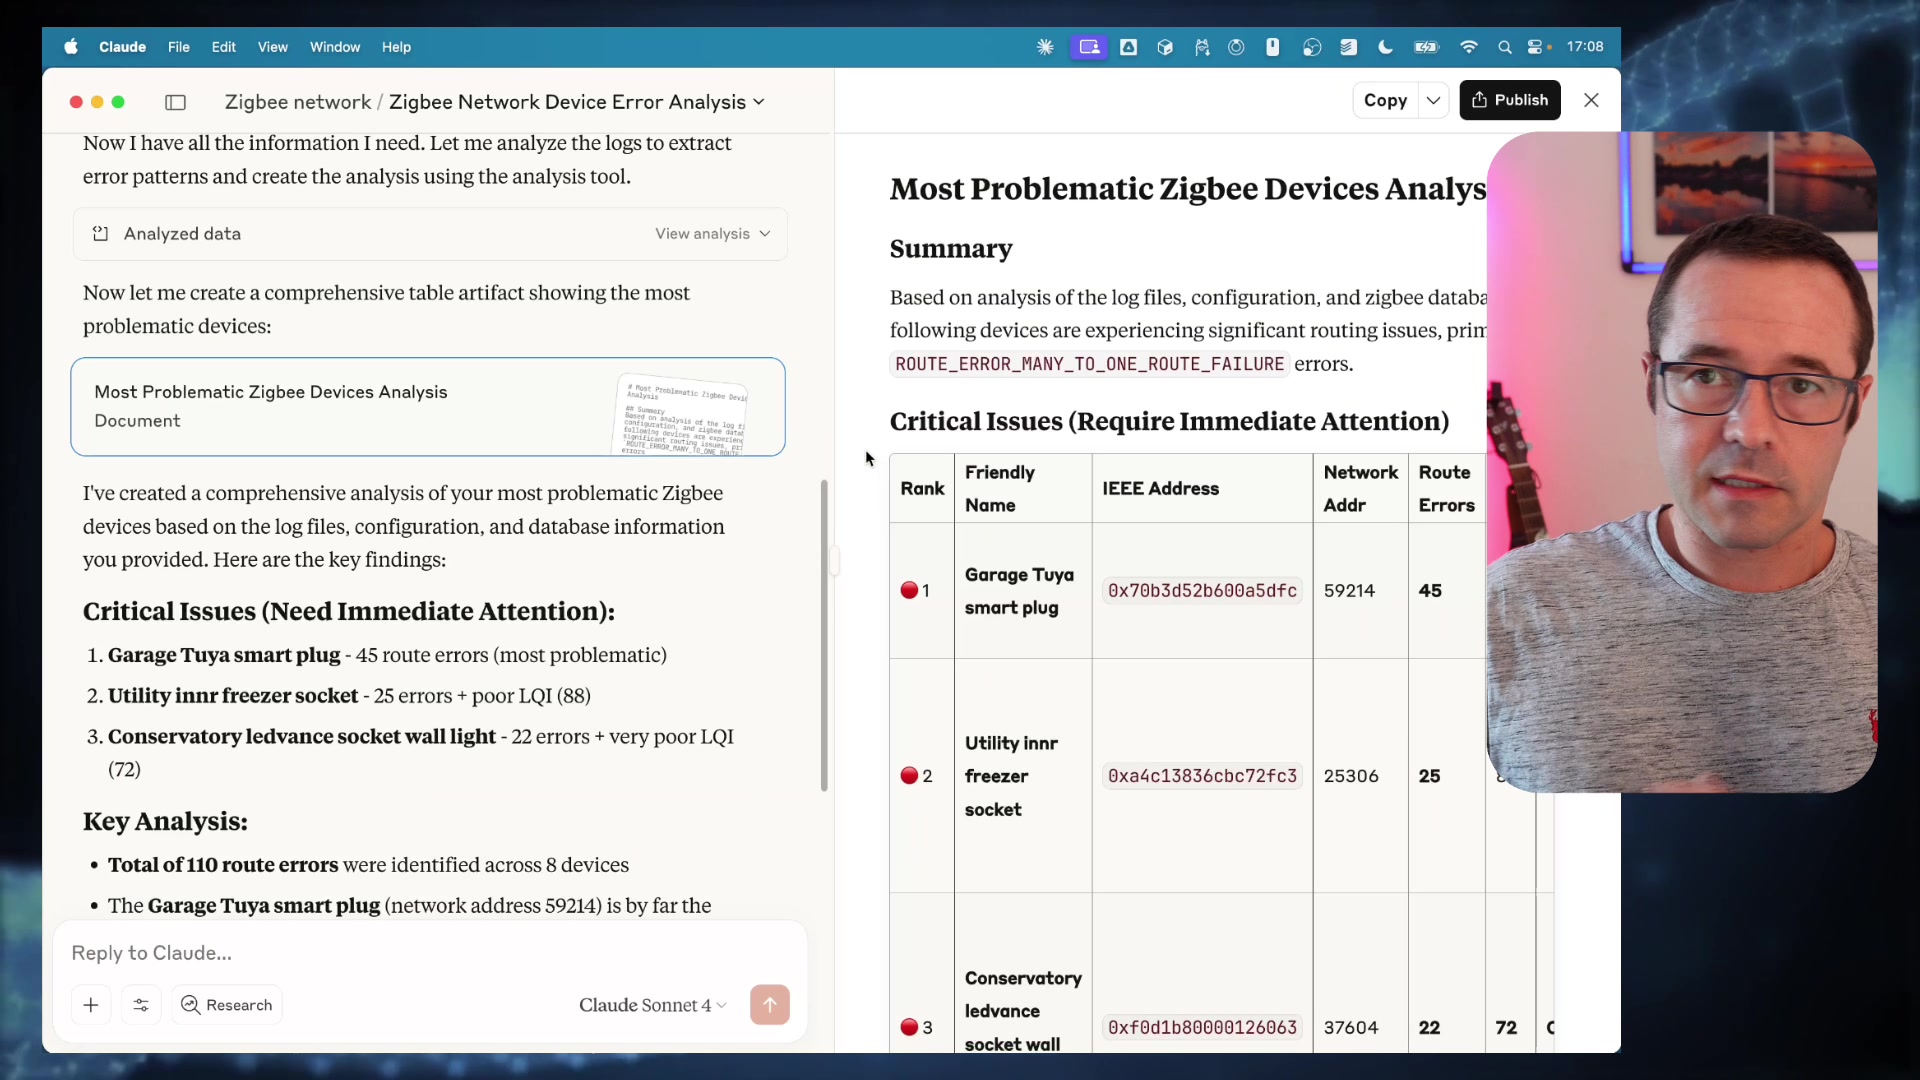 Claude File Edit View Window Help 17:08
Zigbee network / Zigbee Network Device Error Analysis
Now I have all the information I need. Let me analyze the logs to extract
error patterns and create the analysis using the analysis tool.
Analyzed data View analysis
Now let me create a comprehensive table artifact showing the most
problematic devices:
Most Problematic Zigbee Devices Analysis
Document
# Most Problematic Zigbee
Analysis
## Summary
Based on analysis of the log
I've created a comprehensive analysis of your most problematic Zigbee
devices based on the log files, configuration, and database information
you provided. Here are the key findings:
Critical Issues (Need Immediate Attention):
1. Garage Tuya smart plug - 45 route errors (most problematic)
2. Utility innr freezer socket - 25 errors + poor LQI (88)
3. Conservatory ledvance socket wall light - 22 errors + very poor LQI
(72)
Key Analysis:
• Total of 110 route errors were identified across 8 devices
• The Garage Tuya smart plug (network address 59214) is by far the
Reply to Claude...
Research Claude Sonnet 4
Copy Publish
Most Problematic Zigbee Devices Analys
Summary
Based on analysis of the log files, configuration, and zigbee databa
following devices are experiencing significant routing issues, prim
ROUTE_ERROR_MANY_TO_ONE_ROUTE_FAILURE errors.
Critical Issues (Require Immediate Attention)
Rank Friendly Name IEEE Address Network Addr Route Errors
1 Garage Tuya smart plug 0x70b3d52b600a5dfc 59214 45
2 Utility innr freezer socket 0xa4c13836cbc72fc3 25306 25
3 Conservatory ledvance socket wall 0xf0d1b80000126063 37604 22 72